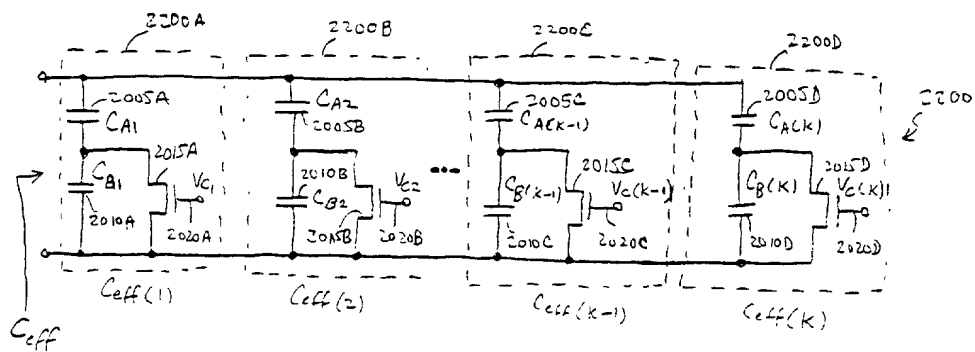 2200A
2200B
2200C
2200D
2200
2005A
CA1
CA2
2005B
2005C
CA(K-1)
2005D
CA(K)
CB1
2015A
VC1
2010A
2020A
2010B
CB2
VC2
2015B
2020B
CB(K-1)
2015C
VC(K-1)
2010C
2020C
CB(K)
2015D
VC(K)
2010D
2020D
Ceff(1)
Ceff(2)
Ceff(K-1)
Ceff(K)
Ceff